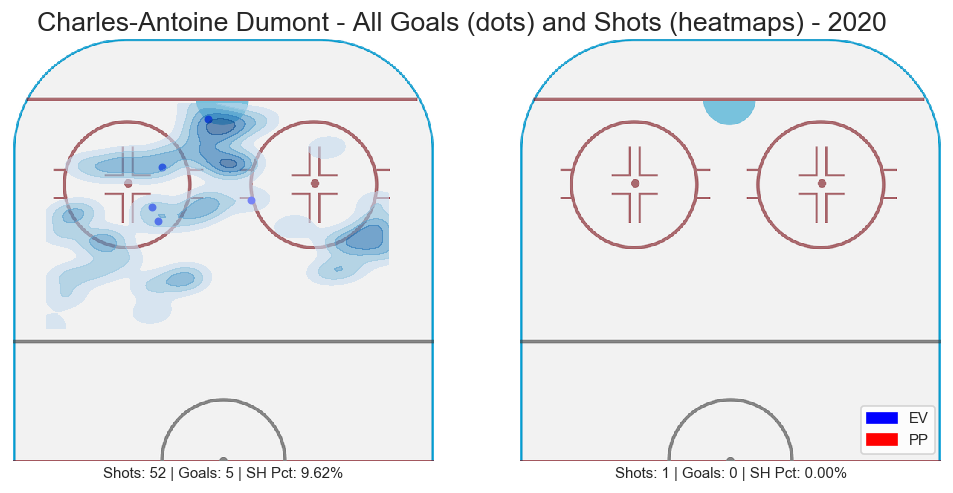 Charles-Antoine Dumont - All Goals (dots) and Shots (heatmaps) - 2020
EV
PP
Shots: 52 | Goals: 5 | SH Pct: 9.62%
Shots: 1 | Goals: 0 | SH Pct: 0.00%